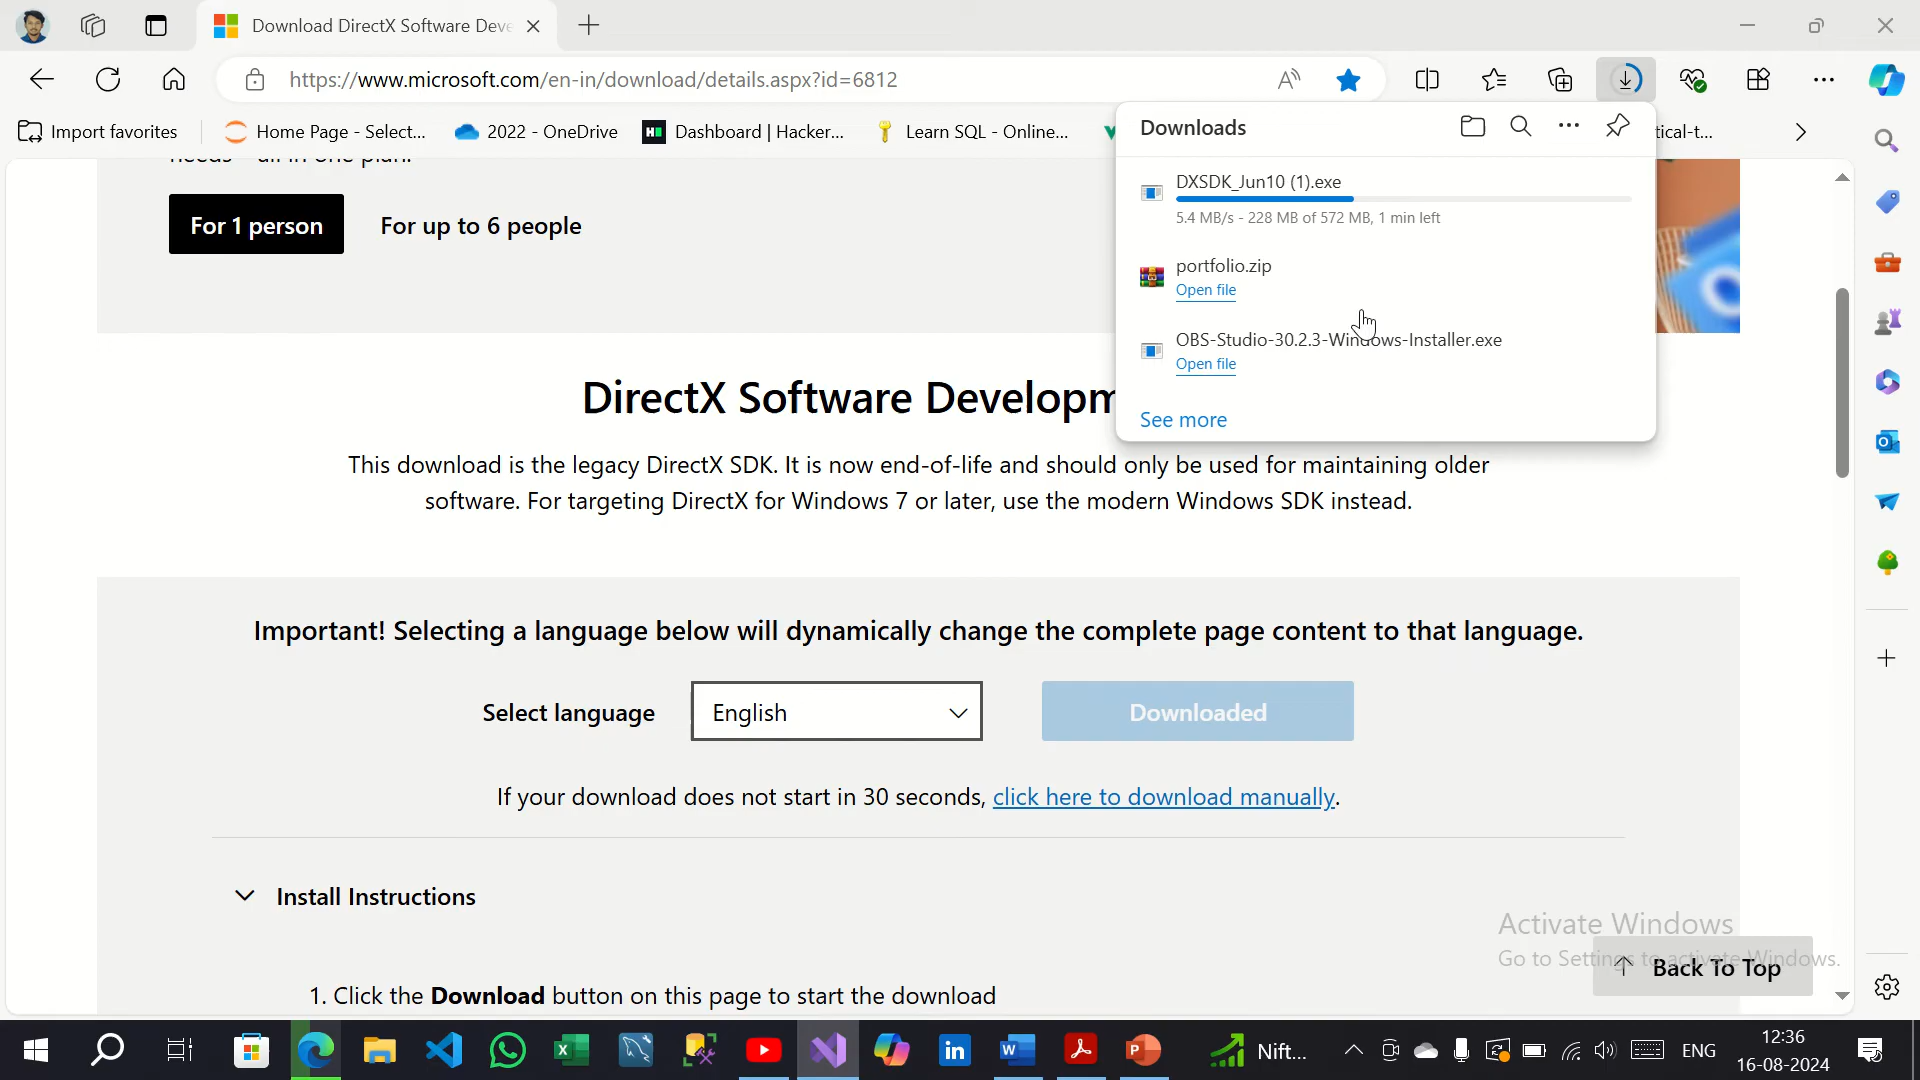 Download DirectX Software Deve
https://www.microsoft.com/en-in/download/details.aspx?id=6812
Import favorites
Home Page - Select...
2022 - OneDrive
Dashboard | Hacker...
Learn SQL - Online...
tical-t...
Downloads
DXSDK_Jun10 (1).exe
5.4 MB/s - 228 MB of 572 MB, 1 min left
portfolio.zip
Open file
OBS-Studio-30.2.3-Windows-Installer.exe
Open file
See more
For 1 person
For up to 6 people
DirectX Software Developm
This download is the legacy DirectX SDK. It is now end-of-life and should only be used for maintaining older
software. For targeting DirectX for Windows 7 or later, use the modern Windows SDK instead.
Important! Selecting a language below will dynamically change the complete page content to that language.
Select language
English
Downloaded
If your download does not start in 30 seconds, click here to download manually.
Install Instructions
1. Click the Download button on this page to start the download
Activate Windows
Go to Settings to activate Windows.
Back To Top
Nift...
ENG
12:36
16-08-2024